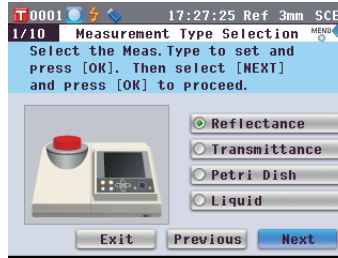 T 0001 17:27:25 Ref 3mm SCE
1/10 Measurement Type Selection MENU
Select the Meas.Type to set and
press [OK]. Then select [NEXT]
and press [OK] to proceed.
Reflectance
Transmittance
Petri Dish
Liquid
Exit Previous Next